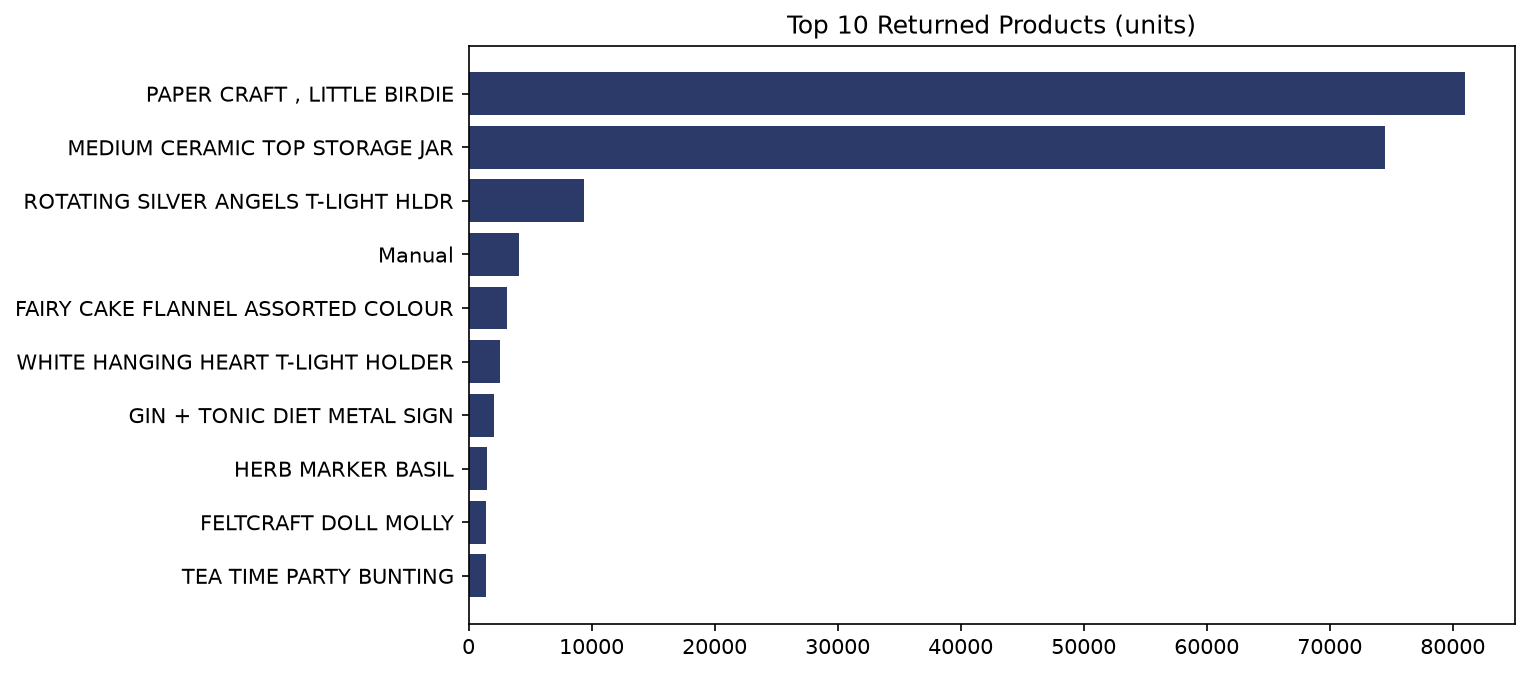 Top 10 Returned Products (units)
PAPER CRAFT , LITTLE BIRDIE
MEDIUM CERAMIC TOP STORAGE JAR
ROTATING SILVER ANGELS T-LIGHT HLDR
Manual
FAIRY CAKE FLANNEL ASSORTED COLOUR
WHITE HANGING HEART T-LIGHT HOLDER
GIN + TONIC DIET METAL SIGN
HERB MARKER BASIL
FELTCRAFT DOLL MOLLY
TEA TIME PARTY BUNTING
0 10000 20000 30000 40000 50000 60000 70000 80000